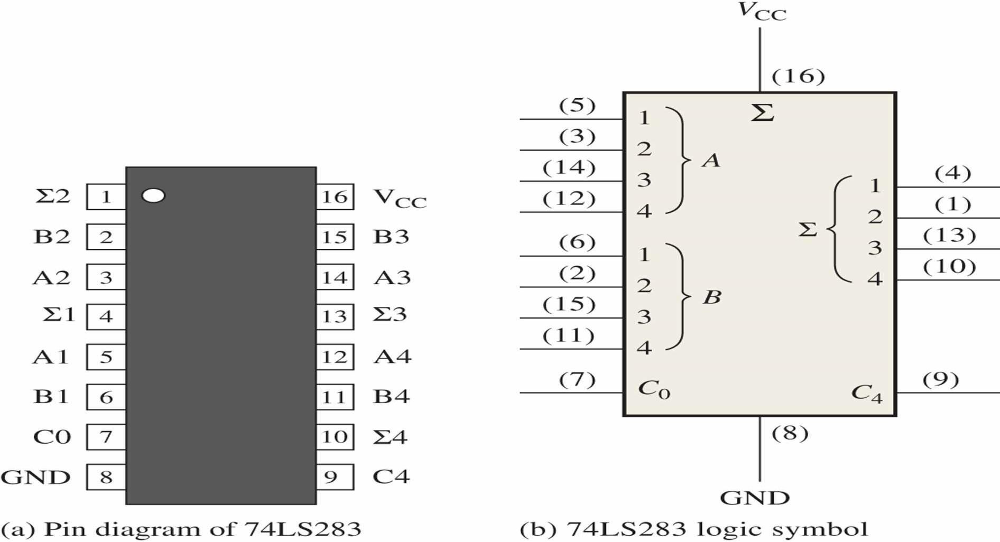 Σ2 1 16 VCC
B2 2 15 B3
A2 3 14 A3
Σ1 4 13 Σ3
A1 5 12 A4
B1 6 11 B4
C0 7 10 Σ4
GND 8 9 C4
(a) Pin diagram of 74LS283
VCC
(16)
Σ
(5) 1
(3) 2
(14) 3
(12) 4
A
(6) 1
(2) 2
(15) 3
(11) 4
B
(7) C0
Σ
1 (4)
2 (1)
3 (13)
4 (10)
C4 (9)
(8)
GND
(b) 74LS283 logic symbol